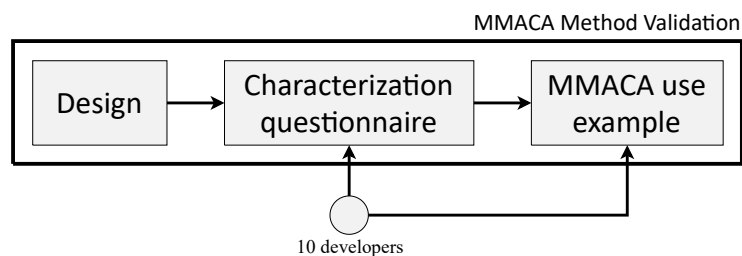 MMACA Method Validation
Design
Characterization
questionnaire
MMACA use
example
10 developers